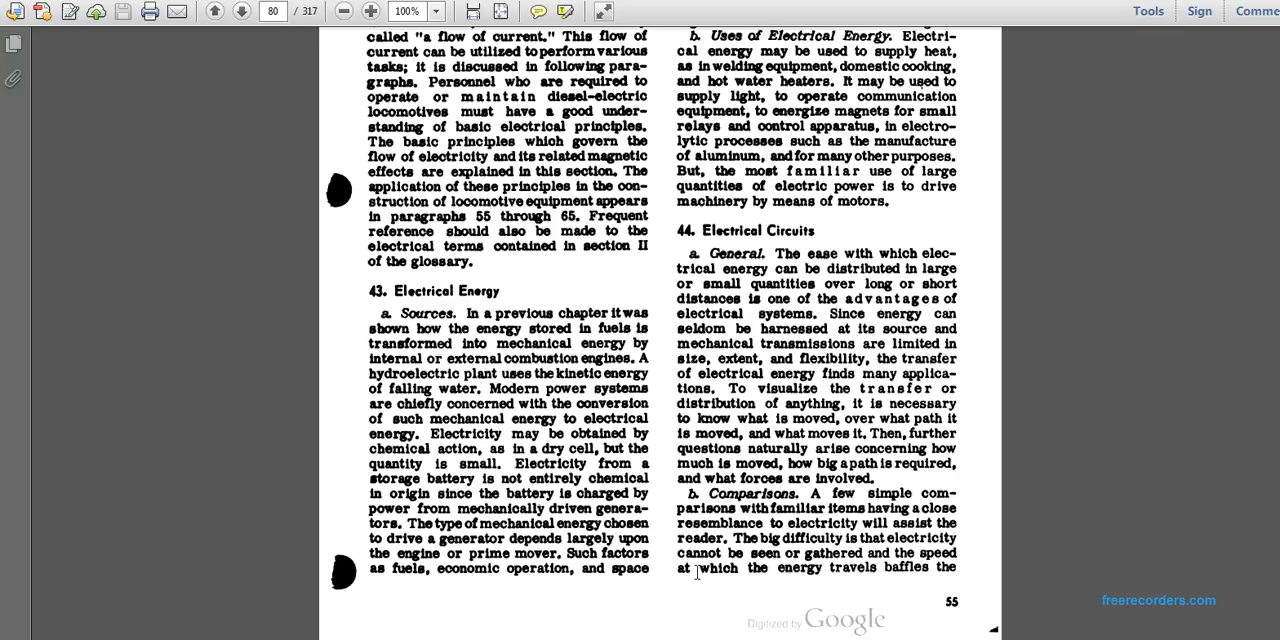 80 / 317
100%
Tools
Sign
Comme
called "a flow of current." This flow of
current can be utilized to perform various
tasks; it is discussed in following para-
graphs. Personnel who are required to
operate or maintain diesel-electric
locomotives must have a good under-
standing of basic electrical principles.
The basic principles which govern the
flow of electricity and its related magnetic
effects are explained in this section. The
application of these principles in the con-
struction of locomotive equipment appears
in paragraphs 55 through 65. Frequent
reference should also be made to the
electrical terms contained in section II
of the glossary.
43. Electrical Energy
a. Sources. In a previous chapter it was
shown how the energy stored in fuels is
transformed into mechanical energy by
internal or external combustion engines. A
hydroelectric plant uses the kinetic energy
of falling water. Modern power systems
are chiefly concerned with the conversion
of such mechanical energy to electrical
energy. Electricity may be obtained by
chemical action, as in a dry cell, but the
quantity is small. Electricity from a
storage battery is not entirely chemical
in origin since the battery is charged by
power from mechanically driven genera-
tors. The type of mechanical energy chosen
to drive a generator depends largely upon
the engine or prime mover. Such factors
as fuels, economic operation, and space
b. Uses of Electrical Energy. Electri-
cal energy may be used to supply heat,
as in welding equipment, domestic cooking,
and hot water heaters. It may be used to
supply light, to operate communication
equipment, to energize magnets for small
relays and control apparatus, in electro-
lytic processes such as the manufacture
of aluminum, and for many other purposes.
But, the most familiar use of large
quantities of electric power is to drive
machinery by means of motors.
44. Electrical Circuits
a. General. The ease with which elec-
trical energy can be distributed in large
or small quantities over long or short
distances is one of the advantages of
electrical systems. Since energy can
seldom be harnessed at its source and
mechanical transmissions are limited in
size, extent, and flexibility, the transfer
of electrical energy finds many applica-
tions. To visualize the transfer or
distribution of anything, it is necessary
to know what is moved, over what path it
is moved, and what moves it. Then, further
questions naturally arise concerning how
much is moved, how big a path is required,
and what forces are involved.
b. Comparisons. A few simple com-
parisons with familiar items having a close
resemblance to electricity will assist the
reader. The big difficulty is that electricity
cannot be seen or gathered and the speed
at which the energy travels baffles the
55
Digitized by Google
freerecorders.com